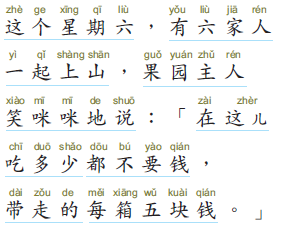 zhè ge xīng qī liù yǒu liù jiā rén
这个星期六，有六家人
yì qǐ shàng shān guǒ yuán zhǔ rén
一起上山，果园主人
xiào mī mī de shuō zài zhèr
笑咪咪地说：「在这儿
chī duō shǎo dōu bú yào qián
吃多少都不要钱，
dài zǒu de měi xiāng wǔ kuài qián
带走的每箱五块钱。」